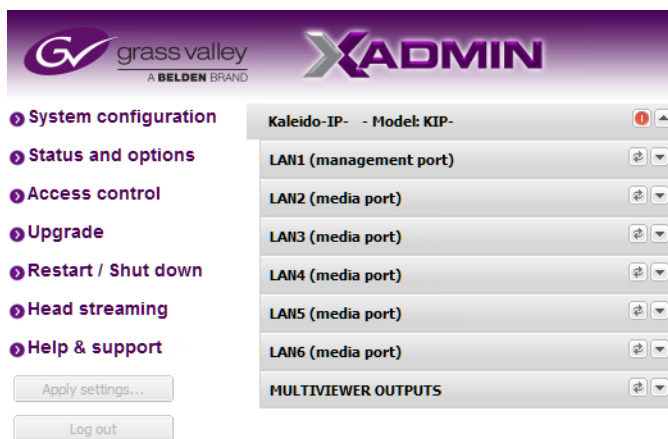 GV grass valley
A BELDEN BRAND
XADMIN
System configuration
Status and options
Access control
Upgrade
Restart / Shut down
Head streaming
Help & support
Apply settings...
Log out
Kaleido-IP- - Model: KIP-
LAN1 (management port)
LAN2 (media port)
LAN3 (media port)
LAN4 (media port)
LAN5 (media port)
LAN6 (media port)
MULTIVIEWER OUTPUTS